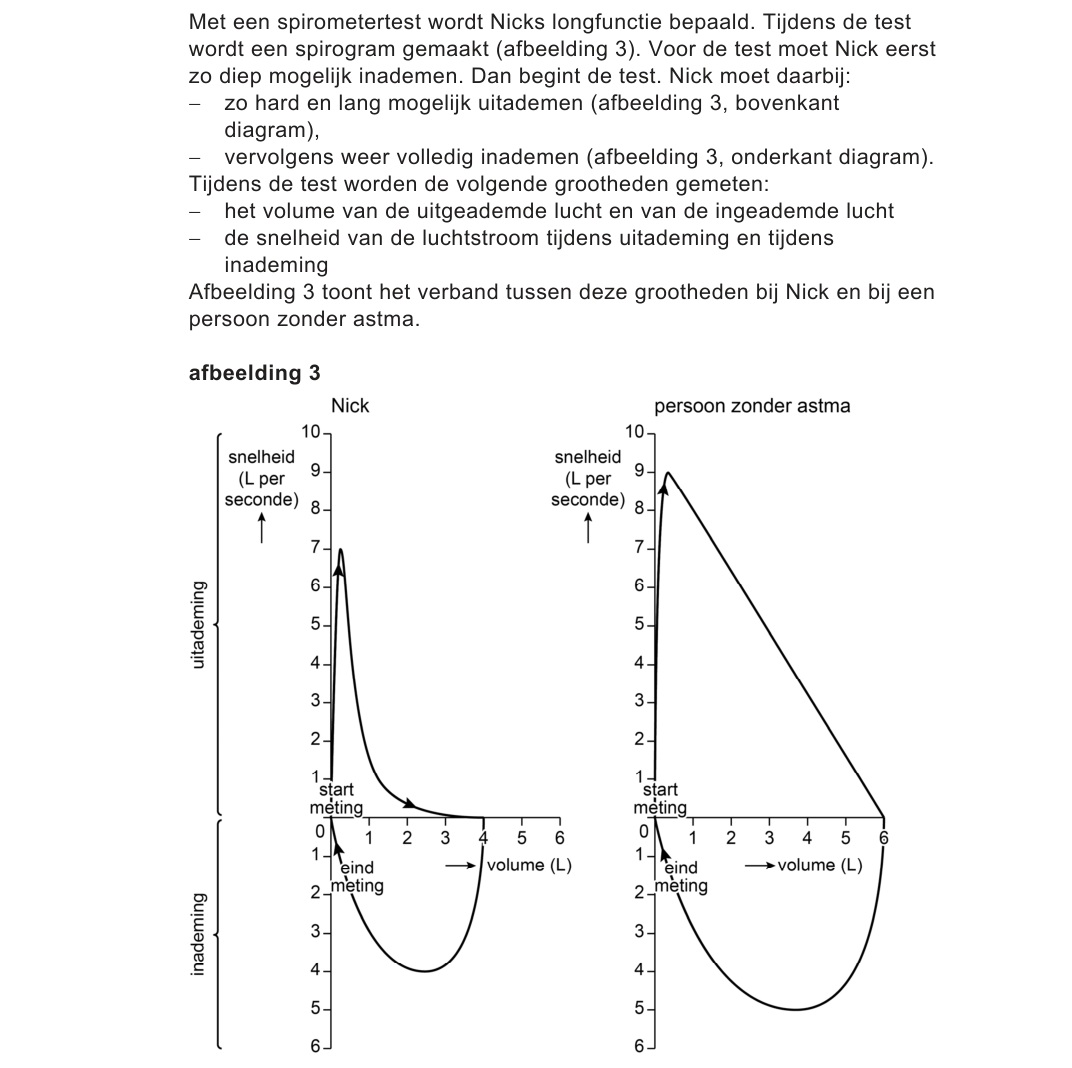 Met een spirometertest wordt Nicks longfunctie bepaald. Tijdens de test
wordt een spirogram gemaakt (afbeelding 3). Voor de test moet Nick eerst
zo diep mogelijk inademen. Dan begint de test. Nick moet daarbij:
– zo hard en lang mogelijk uitademen (afbeelding 3, bovenkant
diagram),
– vervolgens weer volledig inademen (afbeelding 3, onderkant diagram).
Tijdens de test worden de volgende grootheden gemeten:
– het volume van de uitgeademde lucht en van de ingeademde lucht
– de snelheid van de luchtstroom tijdens uitademing en tijdens
inademing
Afbeelding 3 toont het verband tussen deze grootheden bij Nick en bij een
persoon zonder astma.
afbeelding 3
Nick
uitademing
inademing
snelheid
(L per
seconde)
10
9
8
7
6
5
4
3
2
1
start
meting
0 1 2 3 4 5 6
volume (L)
1
eind
meting
2
3
4
5
6
persoon zonder astma
snelheid
(L per
seconde)
10
9
8
7
6
5
4
3
2
1
start
meting
0 1 2 3 4 5 6
volume (L)
1
eind
meting
2
3
4
5
6